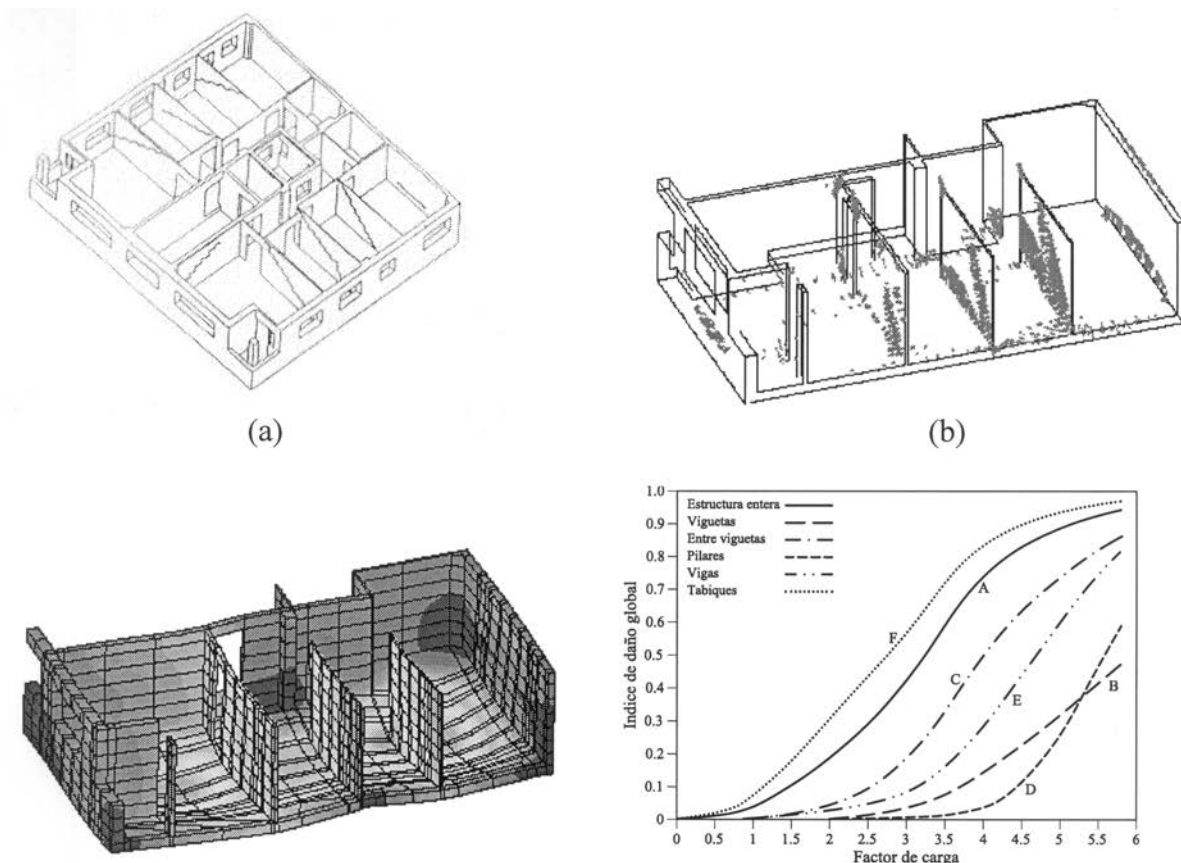 (a)
(b)
Indice de daño global
1.0
0.9
0.8
0.7
0.6
0.5
0.4
0.3
0.2
0.1
0
Estructura entera
Viguetas
Entre viguetas
Pilares
Vigas
Tabiques
A
F
C
E
B
D
0 0.5 1 1.5 2 2.5 3 3.5 4 4.5 5 5.5 6
Factor de carga